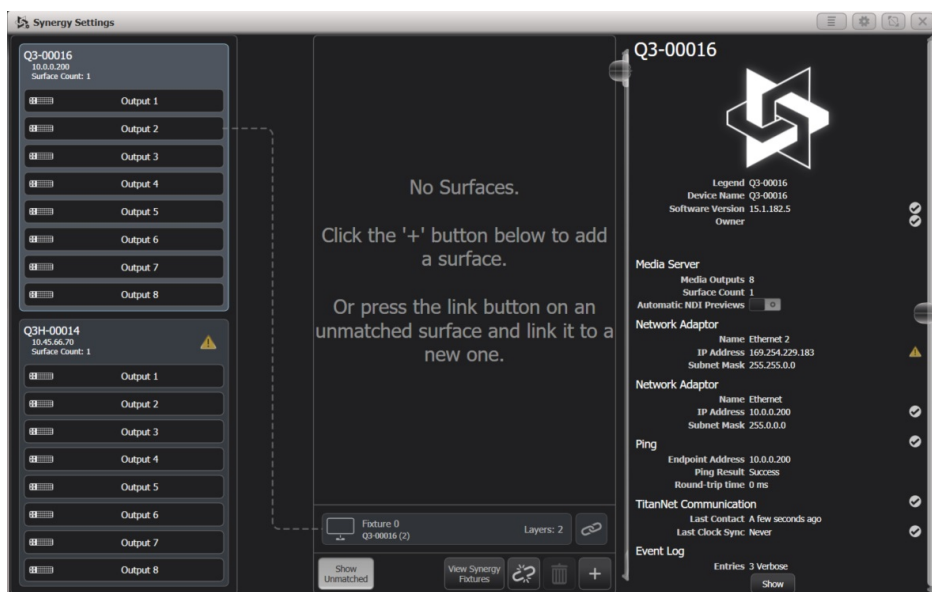 Synergy Settings
Q3-00016
10.0.0.200
Surface Count: 1
Output 1
Output 2
Output 3
Output 4
Output 5
Output 6
Output 7
Output 8
Q3H-00014
10.45.66.70
Surface Count: 1
Output 1
Output 2
Output 3
Output 4
Output 5
Output 6
Output 7
Output 8
No Surfaces.
Click the '+' button below to add
a surface.
Or press the link button on an
unmatched surface and link it to a
new one.
Fixture 0
Q3-00016 (2)
Layers: 2
Show
Unmatched
View Synergy
Fixtures
+
Q3-00016
Legend Q3-00016
Device Name Q3-00016
Software Version 15.1.182.5
Owner
Media Server
Media Outputs 8
Surface Count 1
Automatic NDI Previews
Network Adaptor
Name Ethernet 2
IP Address 169.254.229.183
Subnet Mask 255.255.0.0
Network Adaptor
Name Ethernet
IP Address 10.0.0.200
Subnet Mask 255.0.0.0
Ping
Endpoint Address 10.0.0.200
Ping Result Success
Round-trip time 0 ms
TitanNet Communication
Last Contact A few seconds ago
Last Clock Sync Never
Event Log
Entries 3 Verbose
Show